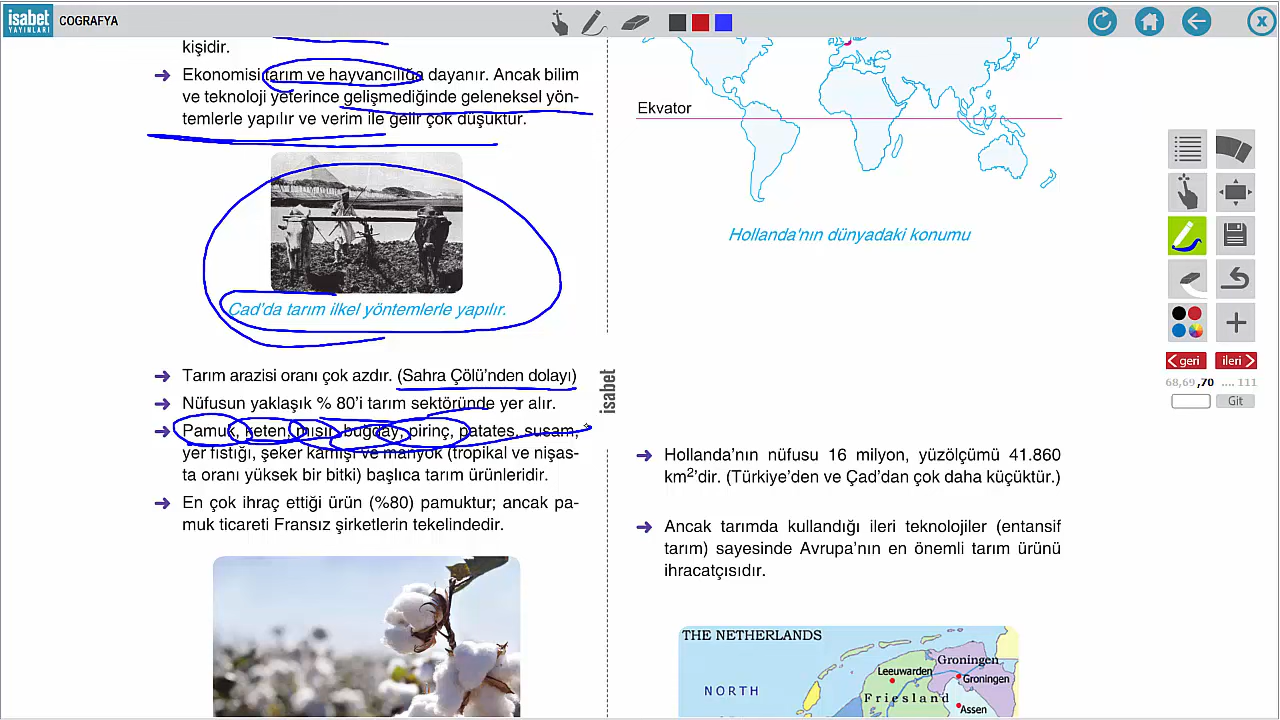 isabet
YAYINLARI
COGRAFYA
kişidir.
Ekonomisi tarım ve hayvancılığa dayanır. Ancak bilim
ve teknoloji yeterince gelişmediğinde geleneksel yön-
temlerle yapılır ve verim ile gelir çok düşüktür.
Cad'da tarım ilkel yöntemlerle yapılır.
Tarım arazisi oranı çok azdır. (Sahra Çölü'nden dolayı)
Nüfusun yaklaşık % 80'i tarım sektöründe yer alır.
Pamuk, keten, mısır, buğday, pirinç, patates, susam,
yer fıstığı, şeker kamışı ve manyok (tropikal ve nişas-
ta oranı yüksek bir bitki) başlıca tarım ürünleridir.
En çok ihraç ettiği ürün (%80) pamuktur; ancak pa-
muk ticareti Fransız şirketlerin tekelindedir.
isabet
Ekvator
Hollanda'nın dünyadaki konumu
Hollanda'nın nüfusu 16 milyon, yüzölçümü 41.860
km²'dir. (Türkiye'den ve Çad'dan çok daha küçüktür.)
Ancak tarımda kullandığı ileri teknolojiler (entansif
tarım) sayesinde Avrupa'nın en önemli tarım ürünü
ihracatçısıdır.
THE NETHERLANDS
NORTH
Leeuwarden
Groningen
Groningen
Friesland
Assen
geri
ileri
68,69,70 .... 111
Git